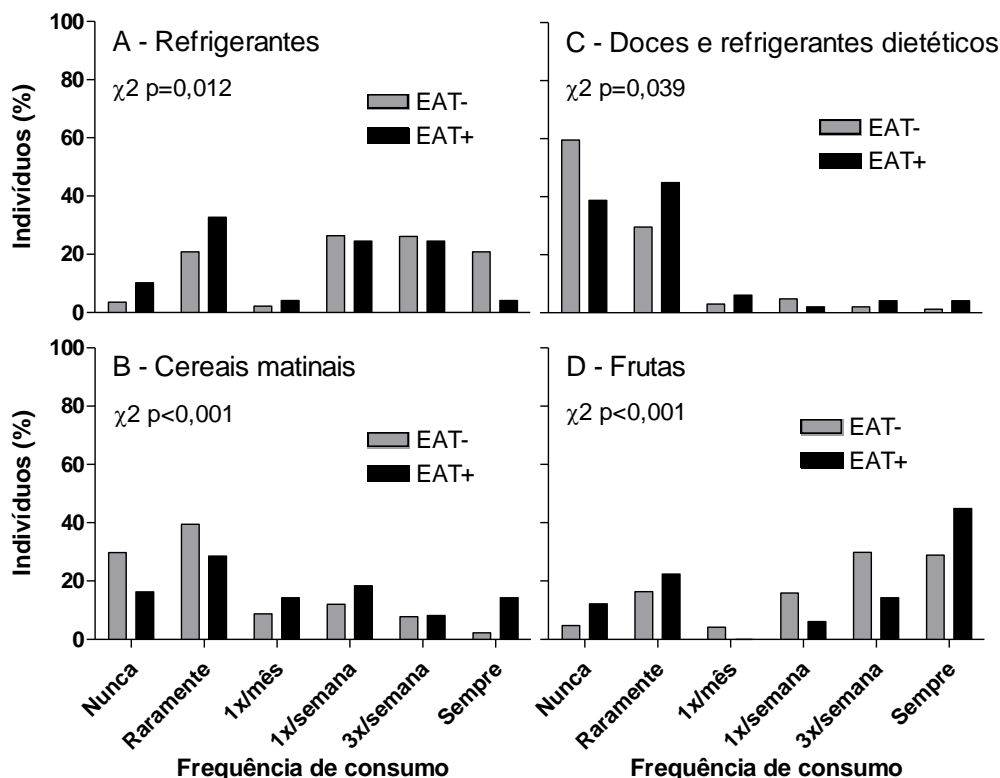 A - Refrigerantes
χ2 p=0,012
EAT-
EAT+
Indivíduos (%)
100
80
60
40
20
0
C - Doces e refrigerantes dietéticos
χ2 p=0,039
EAT-
EAT+
B - Cereais matinais
χ2 p<0,001
EAT-
EAT+
Indivíduos (%)
100
80
60
40
20
0
Nunca
Raramente
1x/mês
1x/semana
3x/semana
Sempre
Frequência de consumo
D - Frutas
χ2 p<0,001
EAT-
EAT+
Nunca
Raramente
1x/mês
1x/semana
3x/semana
Sempre
Frequência de consumo